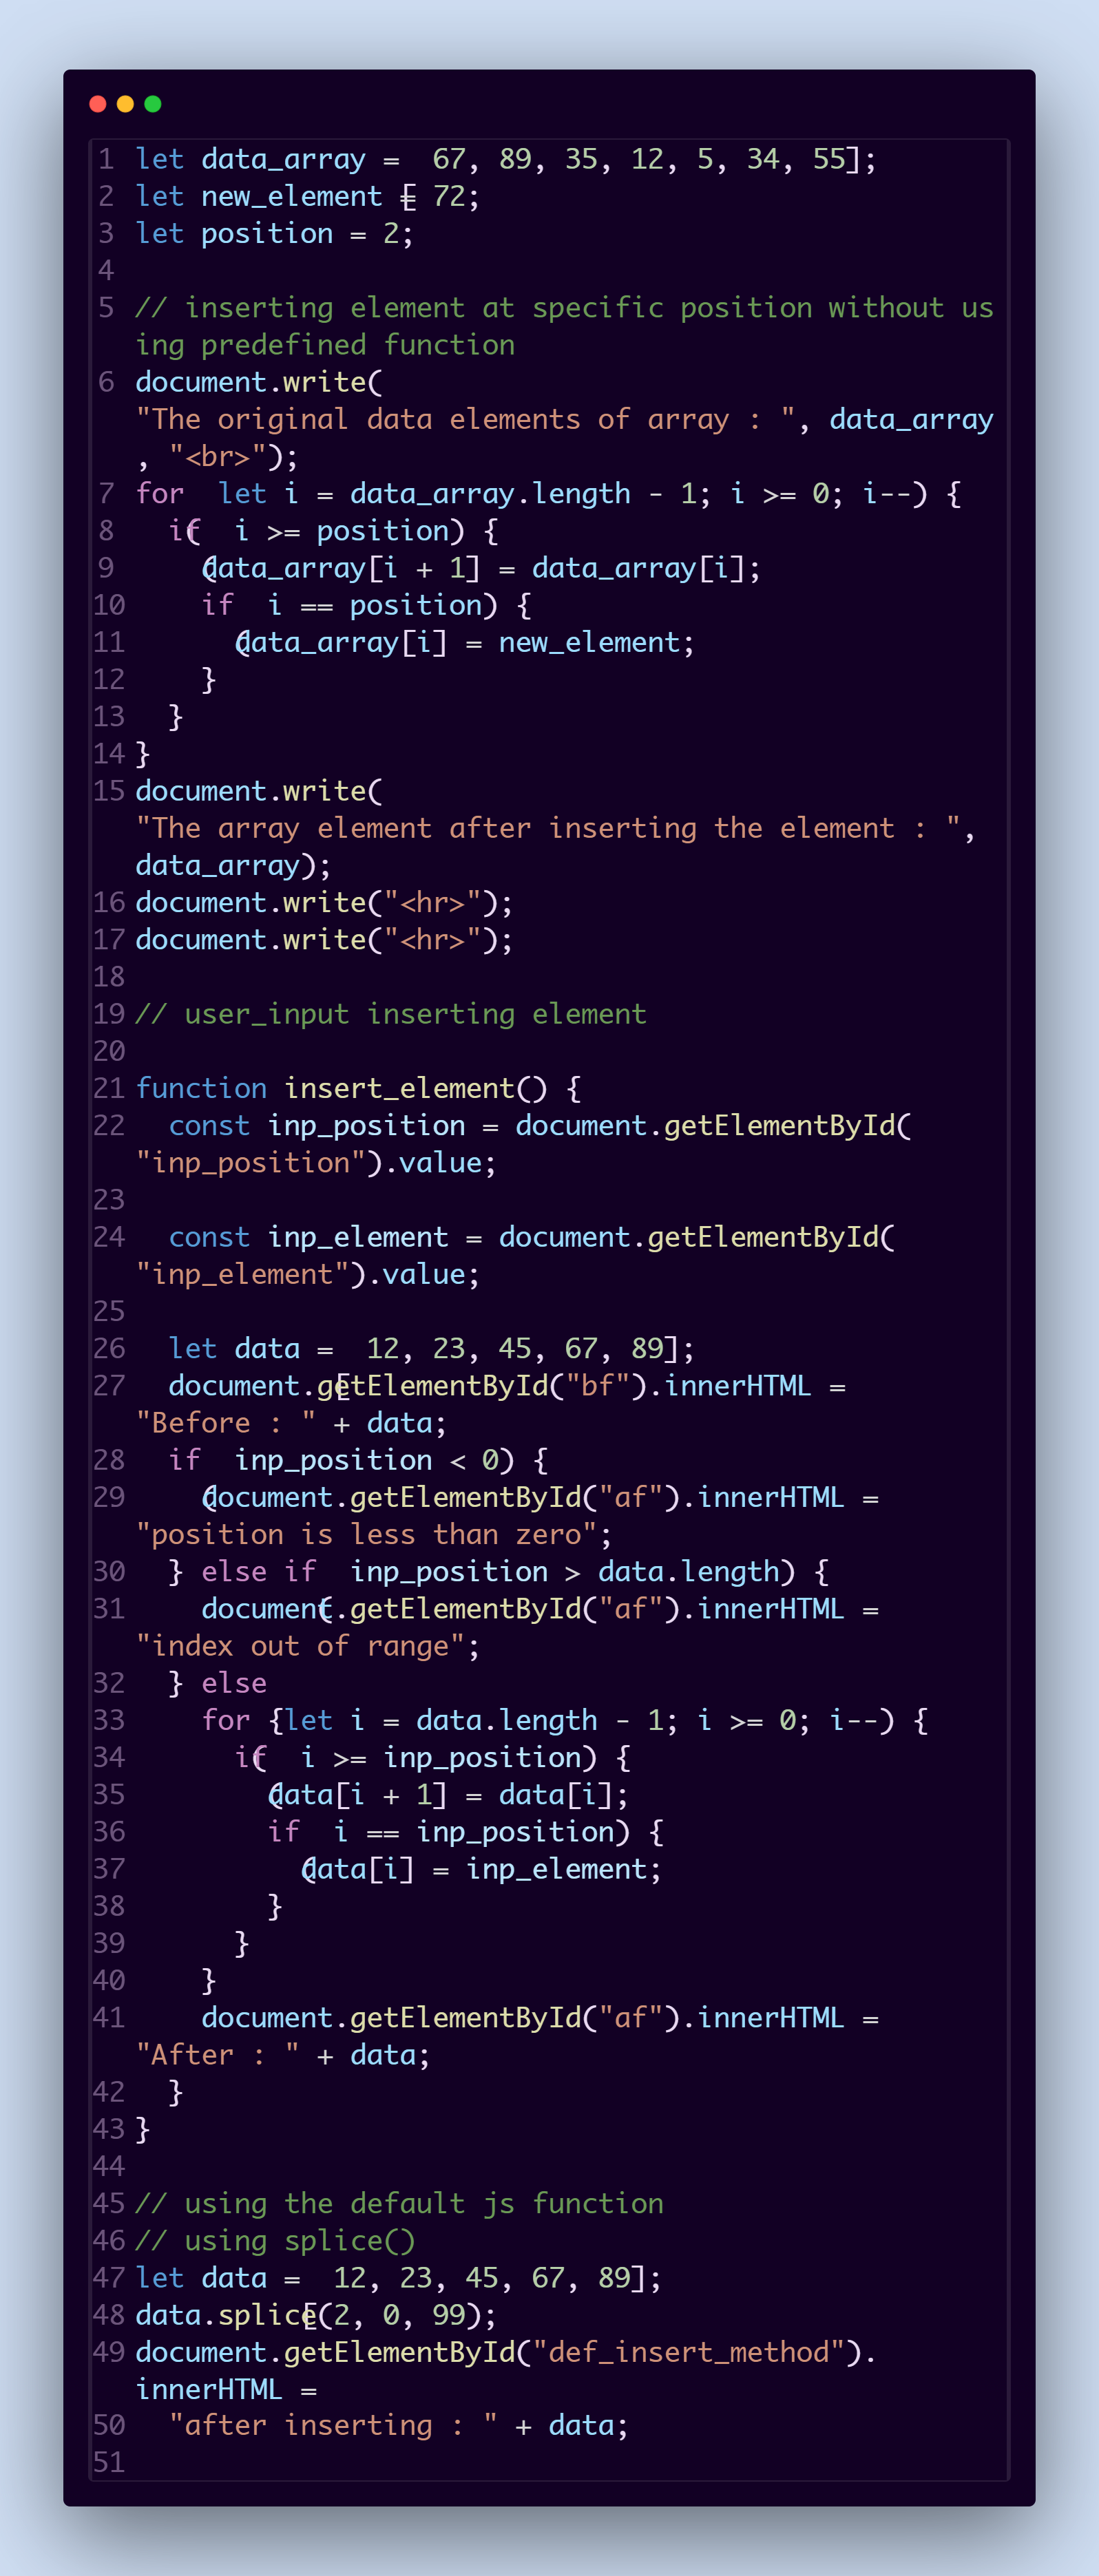 1 let data_array = [67, 89, 35, 12, 5, 34, 55];
2 let new_element = 72;
3 let position = 2;
4
5 // inserting element at specific position without us
ing predefined function
6 document.write(
"The original data elements of array : ", data_array
, "<br>");
7 for (let i = data_array.length - 1; i >= 0; i--) {
8   if (i >= position) {
9     data_array[i + 1] = data_array[i];
10     if (i == position) {
11       data_array[i] = new_element;
12     }
13   }
14 }
15 document.write(
"The array element after inserting the element : ",
data_array);
16 document.write("<hr>");
17 document.write("<hr>");
18
19 // user_input inserting element
20
21 function insert_element() {
22   const inp_position = document.getElementById(
"inp_position").value;
23
24   const inp_element = document.getElementById(
"inp_element").value;
25
26   let data = [12, 23, 45, 67, 89];
27   document.getElementById("bf").innerHTML =
"Before : " + data;
28   if (inp_position < 0) {
29     document.getElementById("af").innerHTML =
"position is less than zero";
30   } else if (inp_position > data.length) {
31     document.getElementById("af").innerHTML =
"index out of range";
32   } else {
33     for (let i = data.length - 1; i >= 0; i--) {
34       if (i >= inp_position) {
35         data[i + 1] = data[i];
36         if (i == inp_position) {
37           data[i] = inp_element;
38         }
39       }
40     }
41     document.getElementById("af").innerHTML =
"After : " + data;
42   }
43 }
44
45 // using the default js function
46 // using splice()
47 let data = [12, 23, 45, 67, 89];
48 data.splice(2, 0, 99);
49 document.getElementById("def_insert_method").
innerHTML =
50   "after inserting : " + data;
51